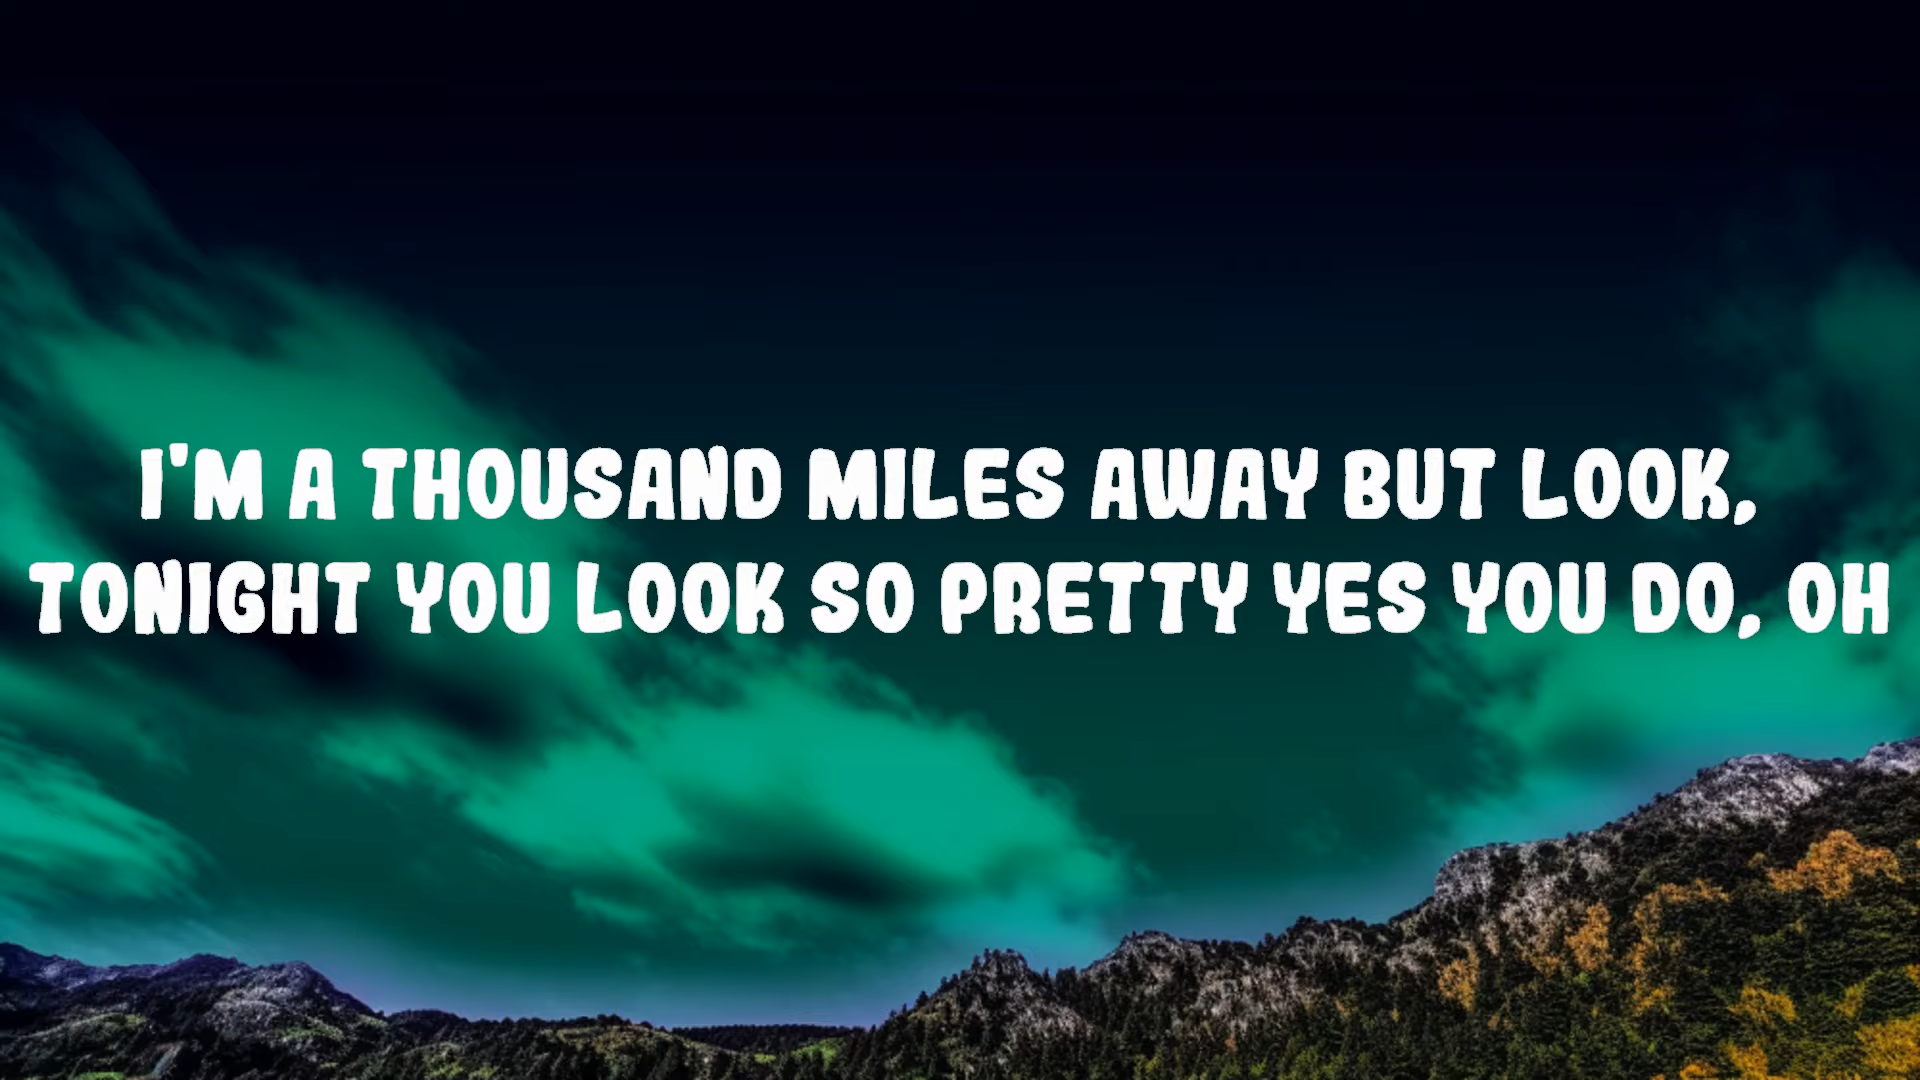 I'M A THOUSAND MILES AWAY BUT LOOK,
TONIGHT YOU LOOK SO PRETTY YES YOU DO, OH